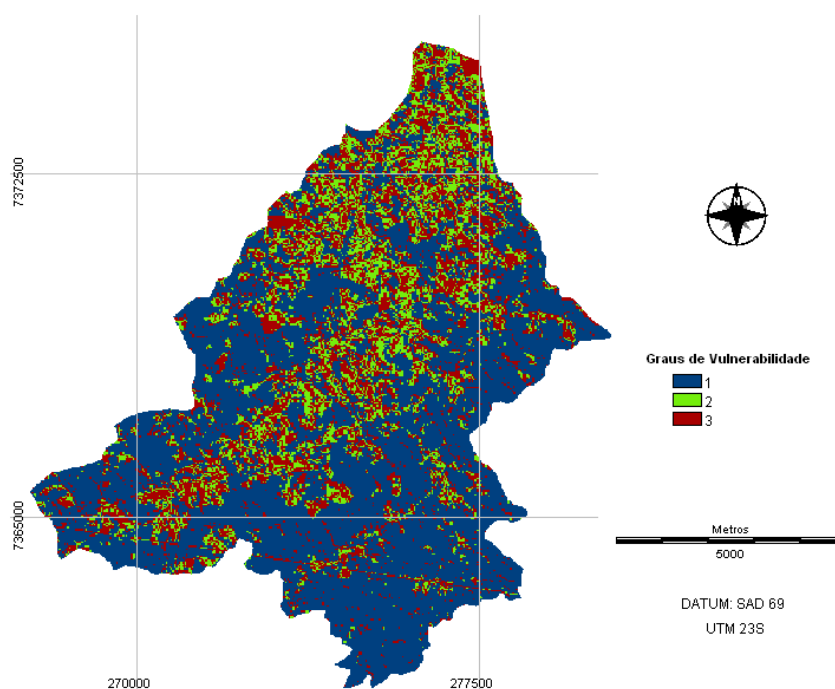 7372500
7365000
270000
277500
N
Graus de Vulnerabilidade
1
2
3
Metros
5000
DATUM: SAD 69
UTM 23S